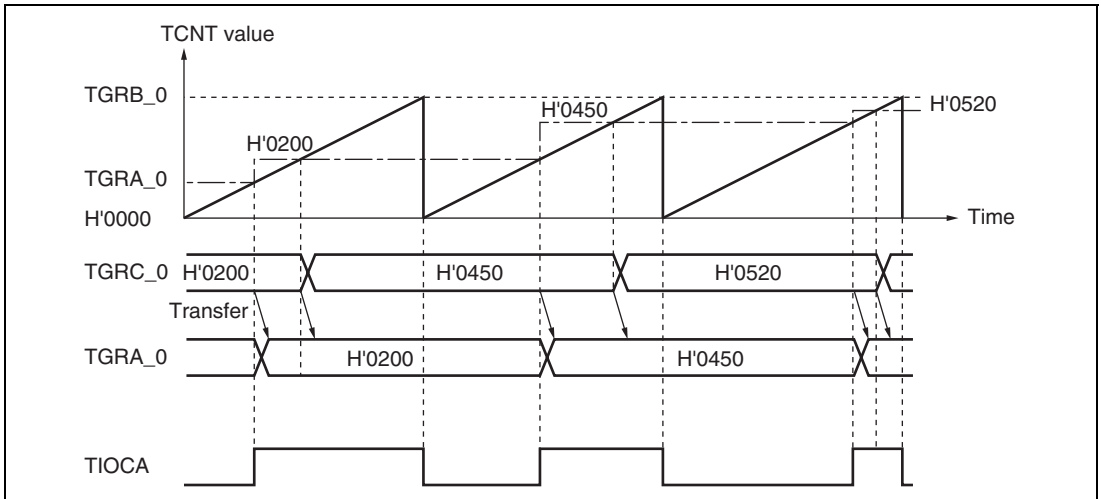 TCNT value
TGRB_0
H'0450
H'0520
H'0200
TGRA_0
H'0000
Time
TGRC_0
H'0200
H'0450
H'0520
Transfer
TGRA_0
H'0200
H'0450
TIOCA